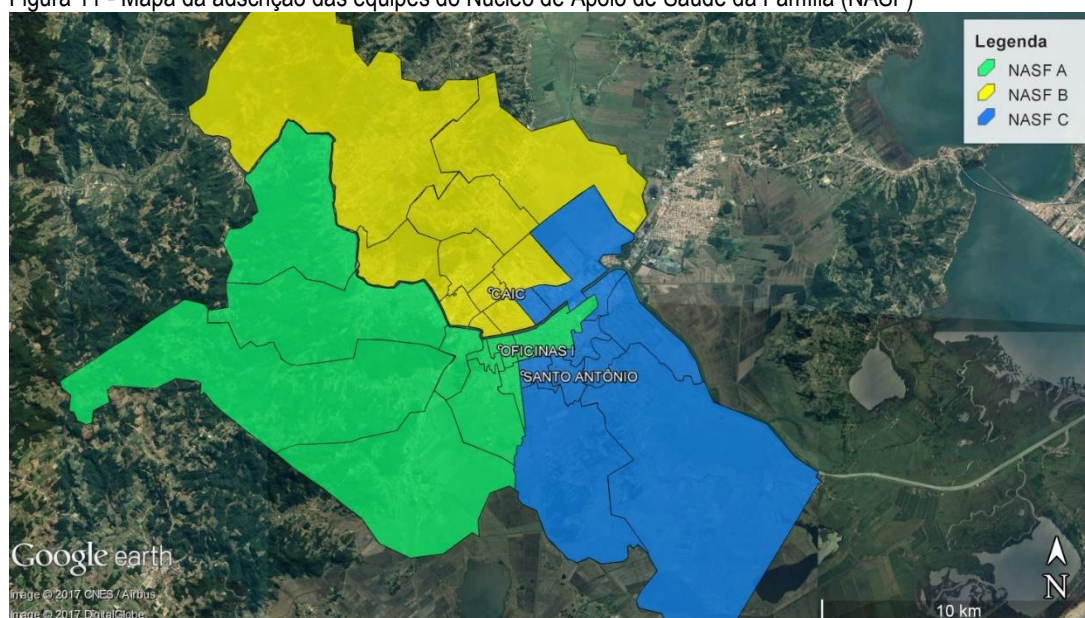 Figura 11 - Mapa da adscrição das equipes do Núcleo de Apoio de Saúde da Família (NASF)
Legenda
NASF A
NASF B
NASF C
CAIC
OFICINAS I
SANTO ANTÔNIO
Google earth
Image © 2017 CNES / Airbus
Image © 2017 DigitalGlobe
N
10 km